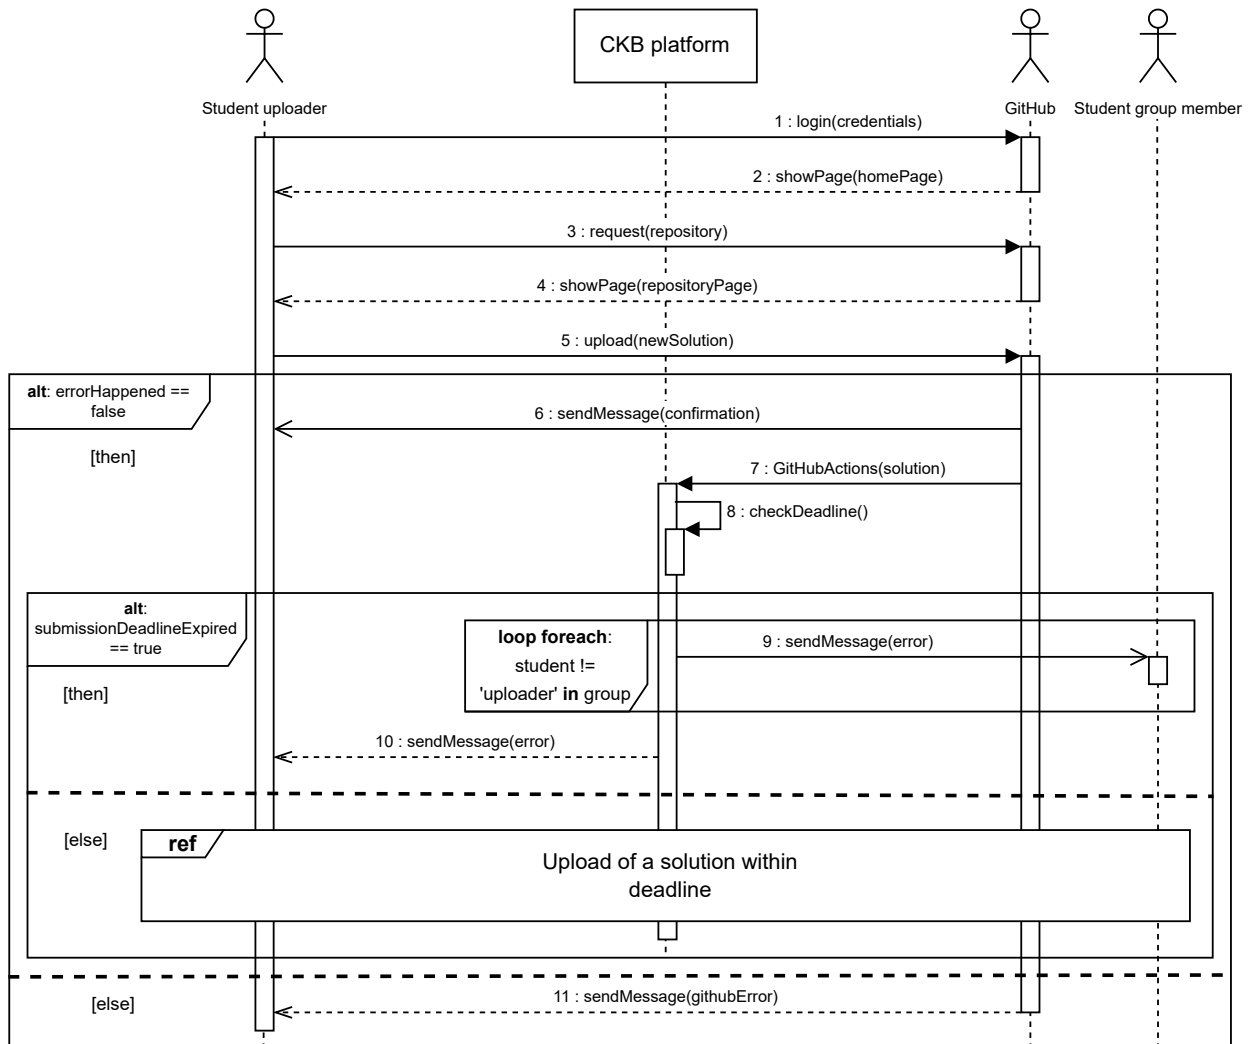 CKB platform
Student uploader
GitHub
Student group member
1 : login(credentials)
2 : showPage(homePage)
3 : request(repository)
4 : showPage(repositoryPage)
5 : upload(newSolution)
alt: errorHappened ==
false
6 : sendMessage(confirmation)
[then]
7 : GitHubActions(solution)
8 : checkDeadline()
alt:
submissionDeadlineExpired
== true
loop foreach:
student !=
'uploader' in group
9 : sendMessage(error)
[then]
10 : sendMessage(error)
[else]
ref
Upload of a solution within
deadline
[else]
11 : sendMessage(githubError)